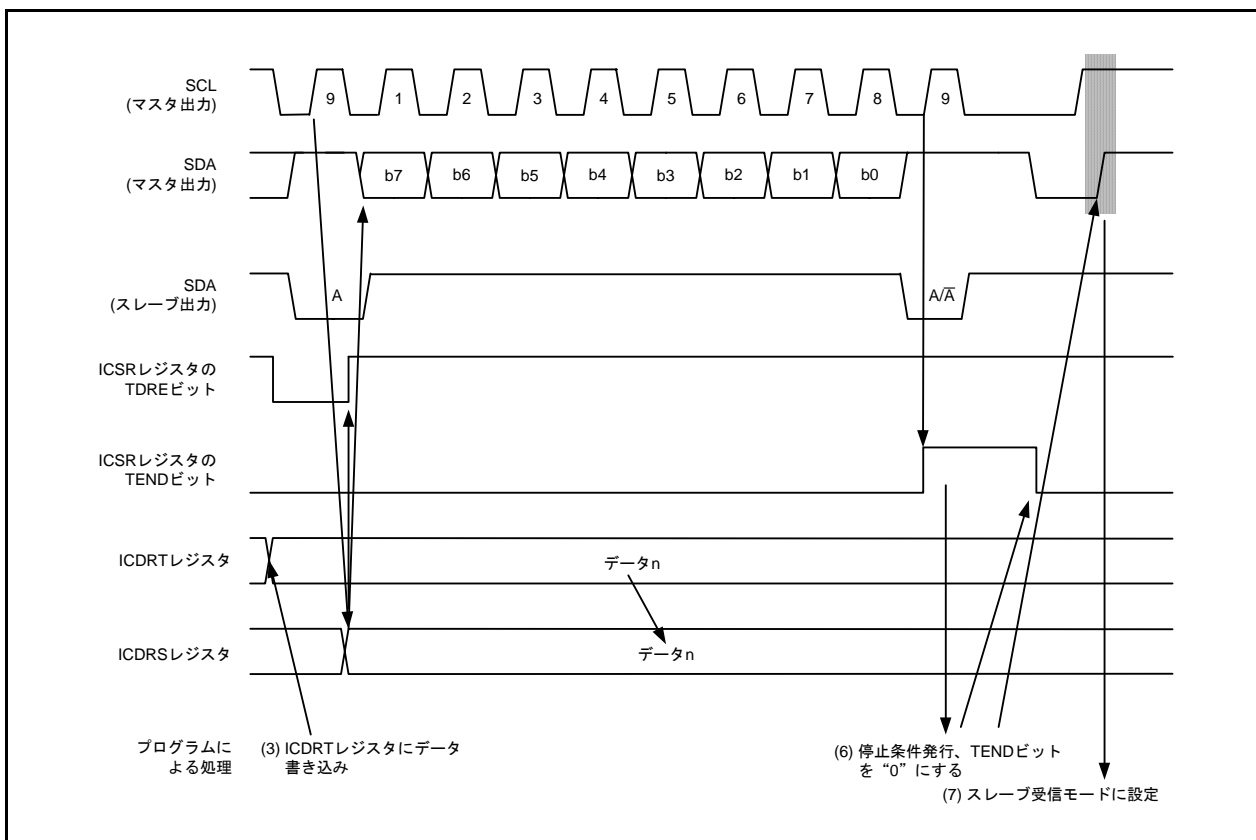 SCL
(マスタ出力)
9 1 2 3 4 5 6 7 8 9
SDA
(マスタ出力)
b7 b6 b5 b4 b3 b2 b1 b0
SDA
(スレーブ出力)
A A/A̅
ICSRレジスタの
TDREビット
ICSRレジスタの
TENDビット
ICDRTレジスタ
データn
ICDRSレジスタ
データn
プログラムに
よる処理
(3) ICDRTレジスタにデータ
書き込み
(6) 停止条件発行、TENDビット
を “0” にする
(7) スレーブ受信モードに設定